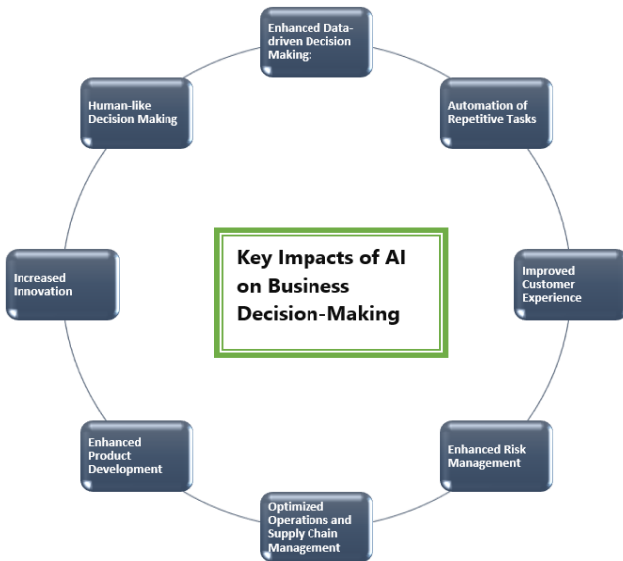 Enhanced Data-
driven Decision
Making:
Automation of
Repetitive Tasks
Improved
Customer
Experience
Enhanced Risk
Management
Optimized
Operations and
Supply Chain
Management
Enhanced
Product
Development
Increased
Innovation
Human-like
Decision Making
Key Impacts of AI
on Business
Decision-Making